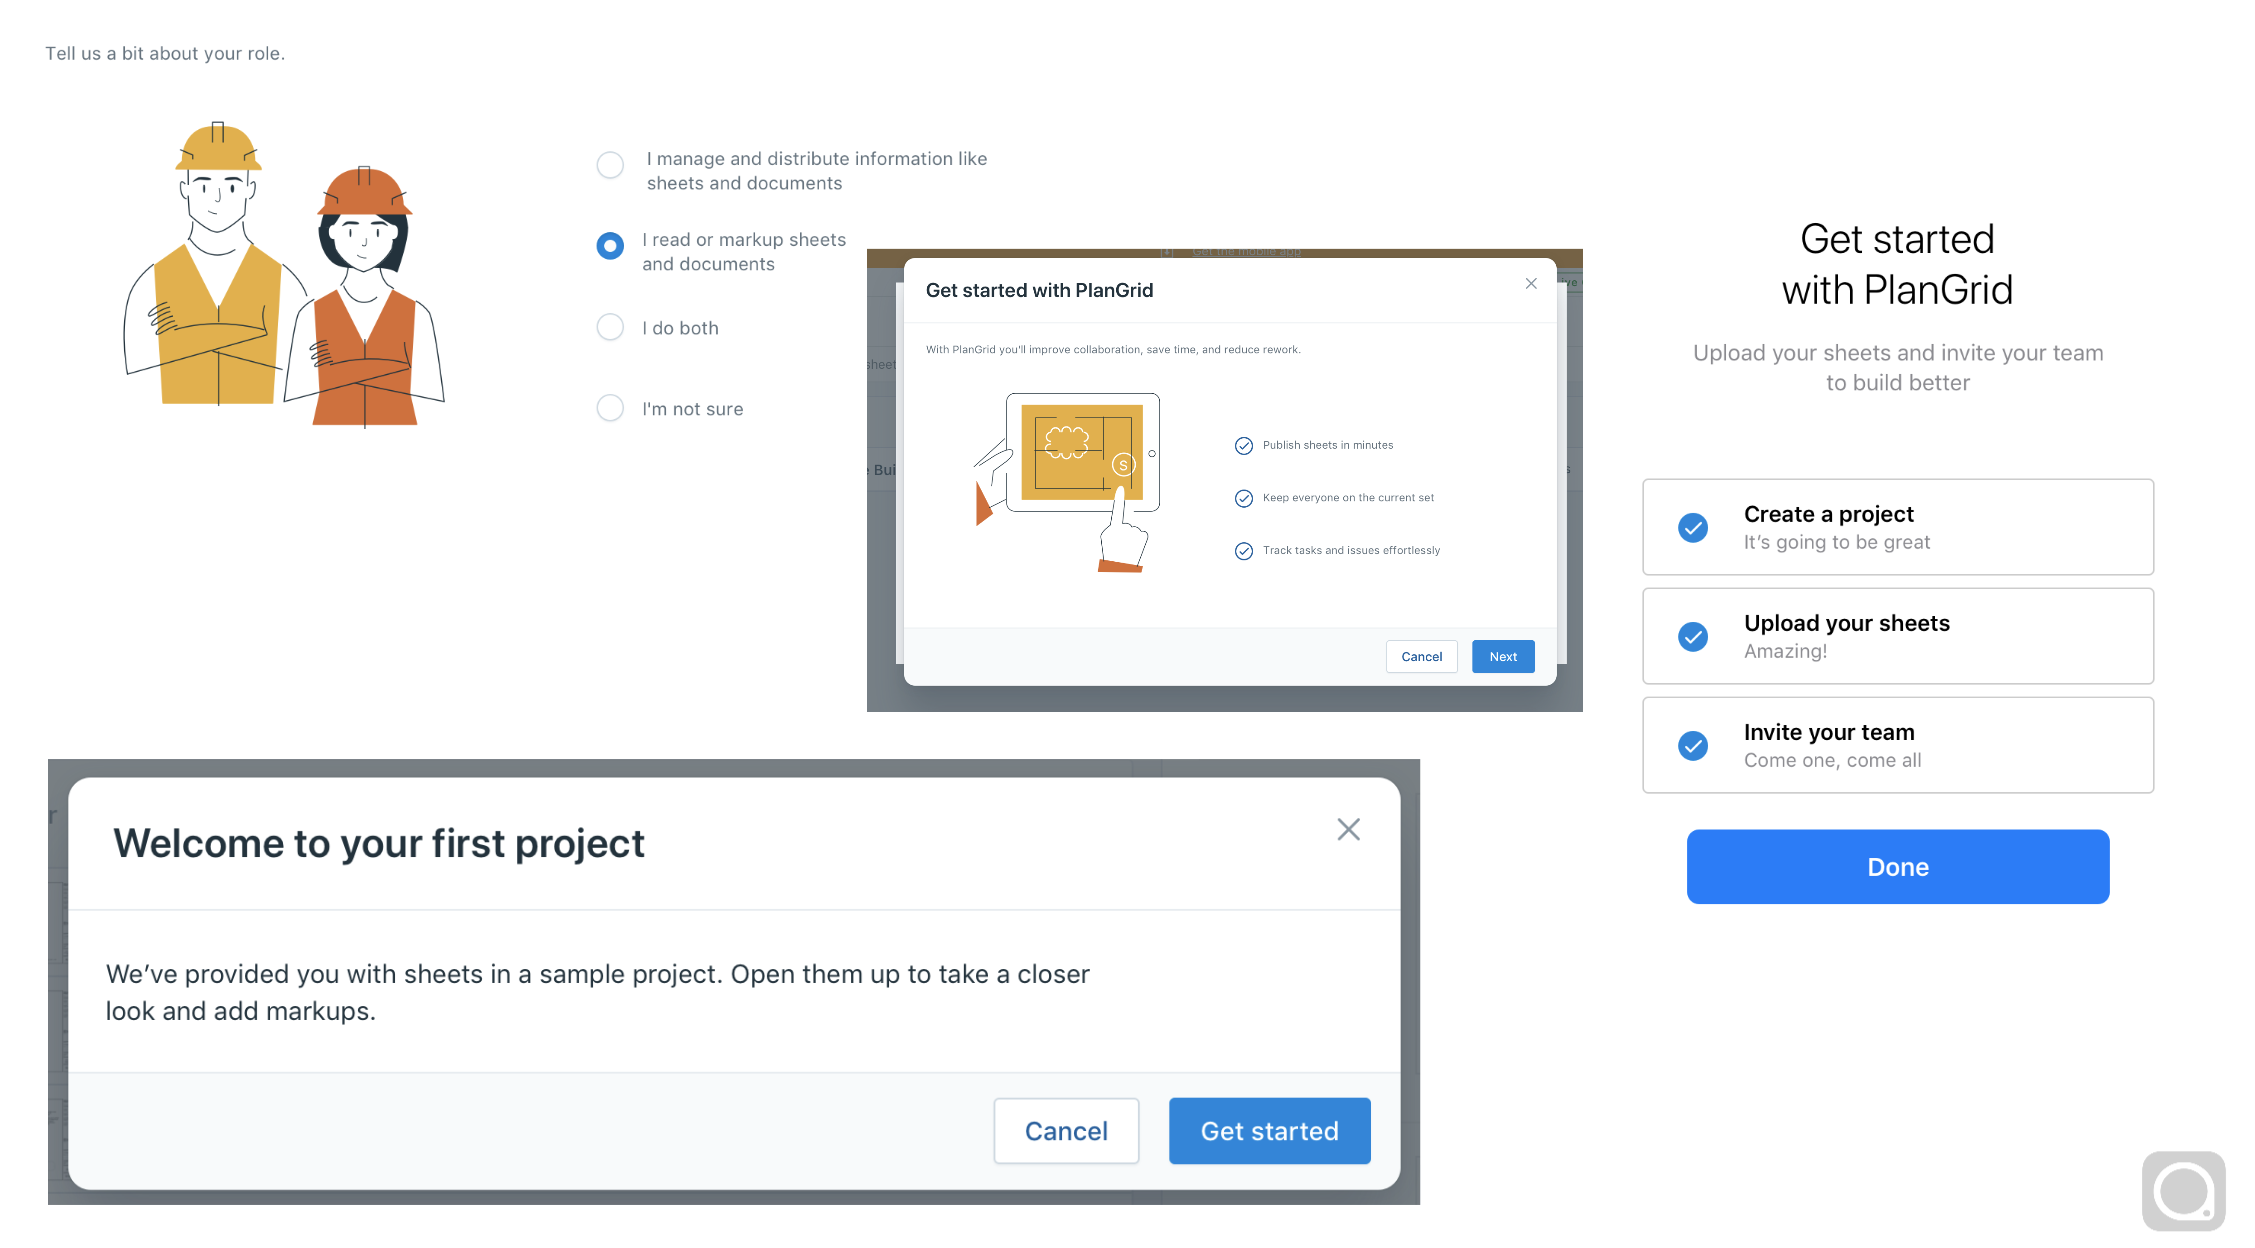 Tell us a bit about your role.
I manage and distribute information like
sheets and documents
I read or markup sheets
and documents
I do both
I'm not sure
Get the mobile app
Get started with PlanGrid
With PlanGrid you'll improve collaboration, save time, and reduce rework.
S
Publish sheets in minutes
Keep everyone on the current set
Track tasks and issues effortlessly
Cancel
Next
Get started
with PlanGrid
Upload your sheets and invite your team
to build better
Create a project
It's going to be great
Upload your sheets
Amazing!
Invite your team
Come one, come all
Done
Welcome to your first project
We've provided you with sheets in a sample project. Open them up to take a closer
look and add markups.
Cancel
Get started